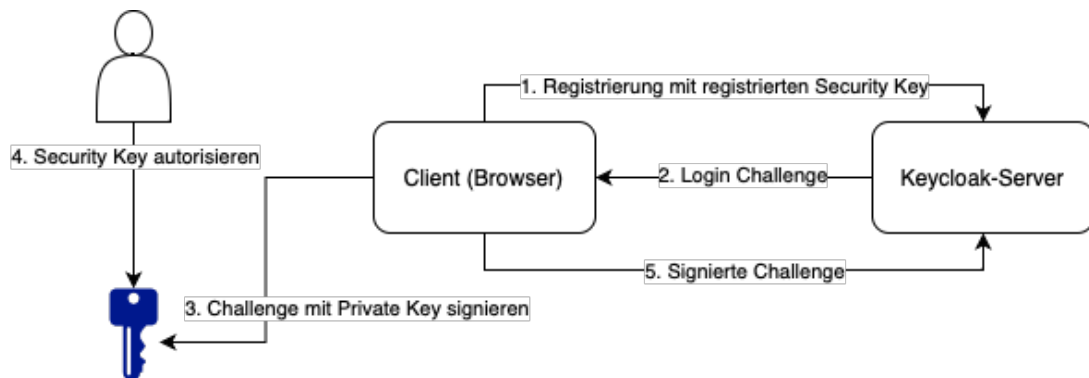 1. Registrierung mit registrierten Security Key
4. Security Key autorisieren
Client (Browser)
2. Login Challenge
Keycloak-Server
5. Signierte Challenge
3. Challenge mit Private Key signieren